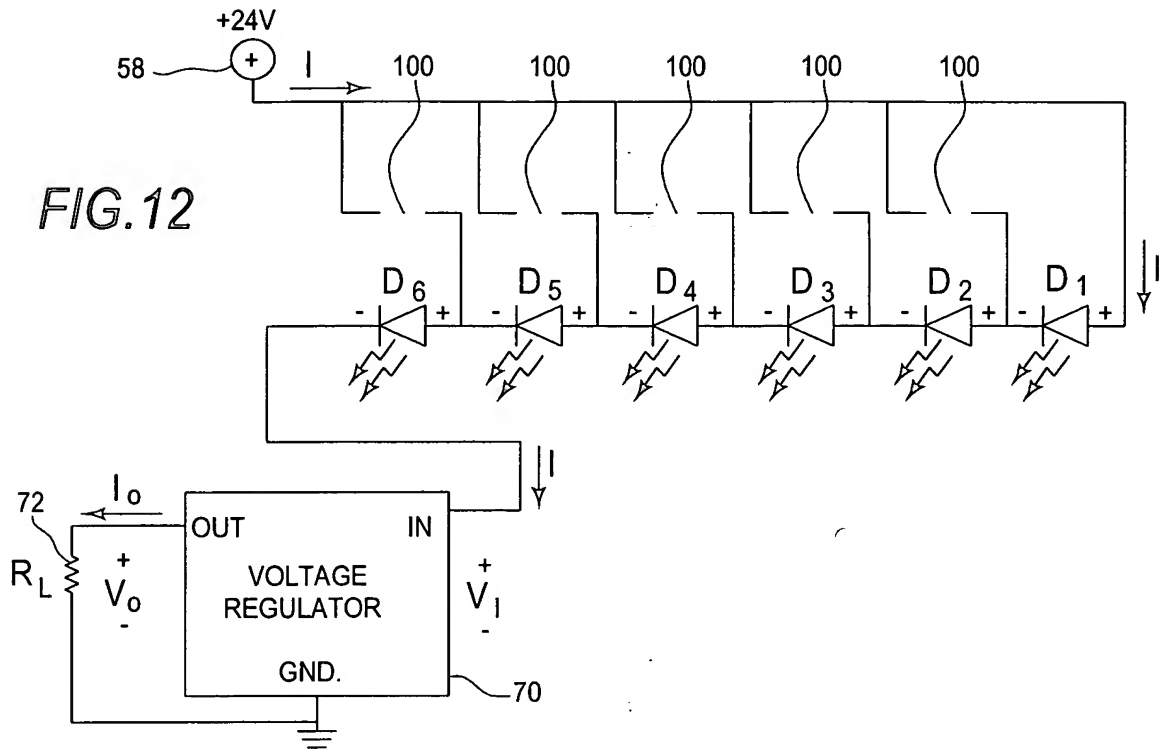 +24V
58
I
100 100 100 100 100
FIG.12
I
D6 D5 D4 D3 D2 D1
- + - + - + - + - + - +
I
72
Io
OUT IN
RL
+ Vo -
VOLTAGE
REGULATOR
+ VI -
GND.
70